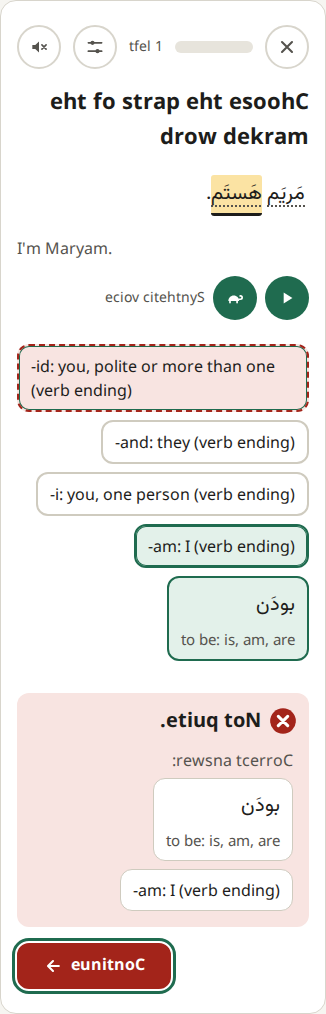 1 tfel
Choose the parts of the
marked word
مَریَم هَستَم.
I'm Maryam.
Synthetic voice
-id: you, polite or more than one
(verb ending)
-and: they (verb ending)
-i: you, one person (verb ending)
-am: I (verb ending)
بودَن
to be: is, am, are
Not quite.
Correct answer:
بودَن
to be: is, am, are
-am: I (verb ending)
Continue